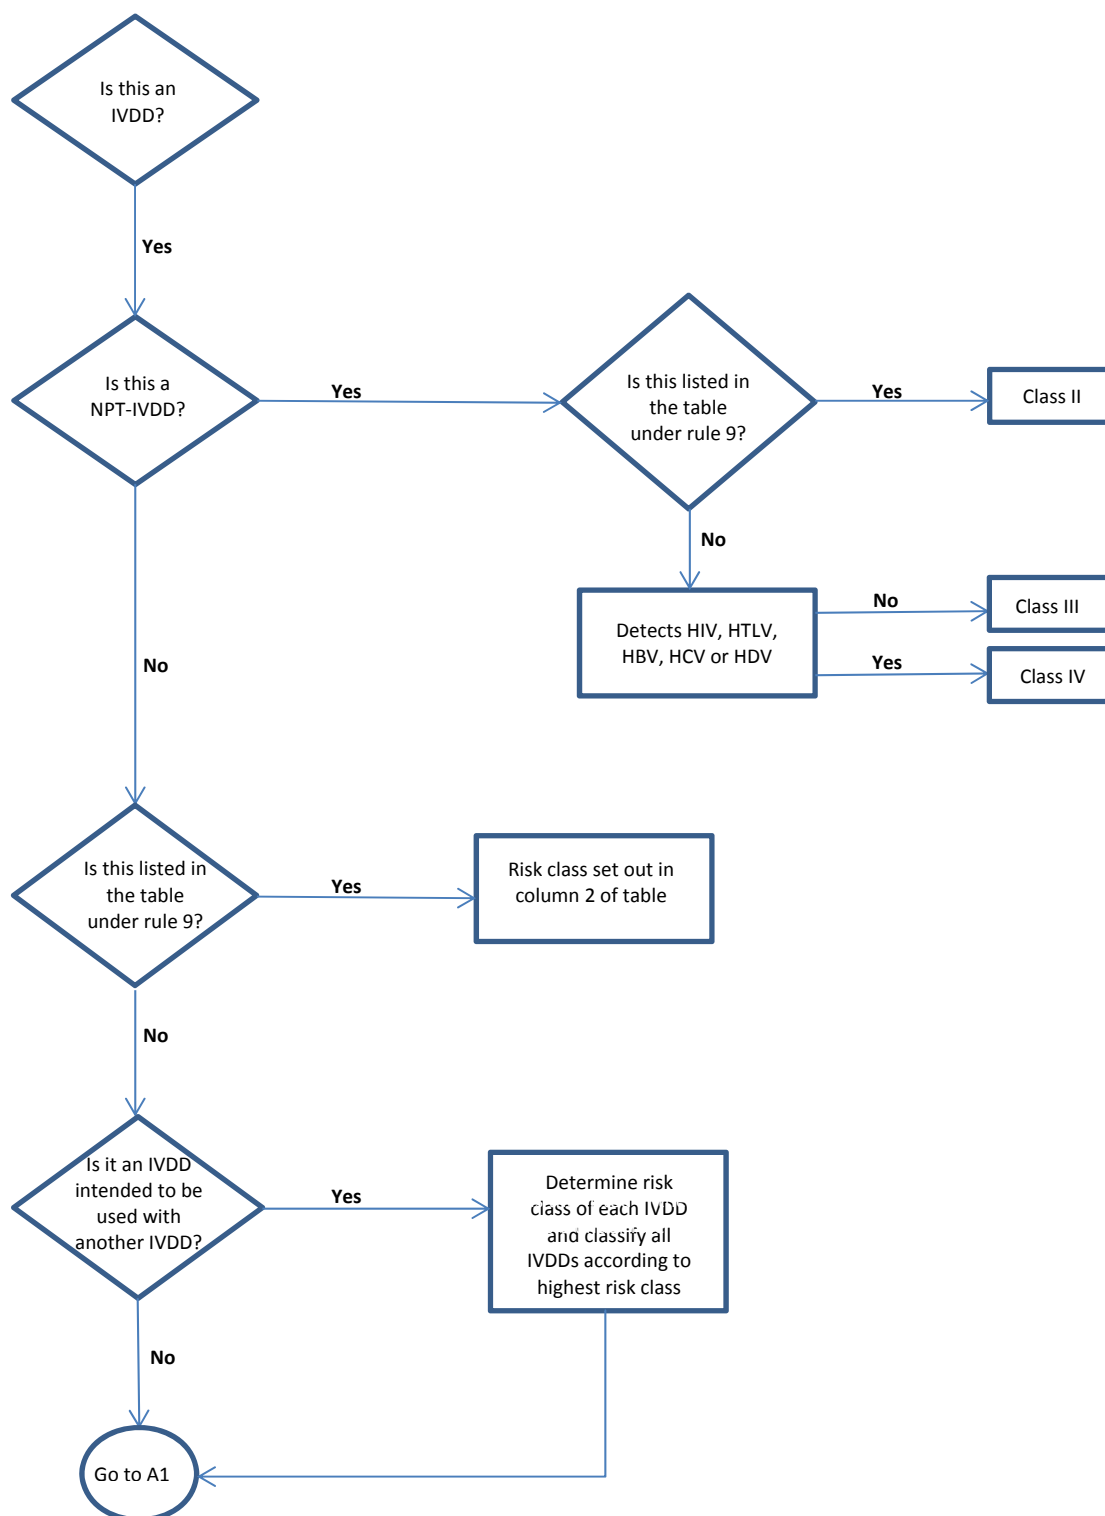 Is this an
IVDD?
Yes
Is this a
NPT-IVDD?
Yes
Is this listed in
the table
under rule 9?
Yes
Class II
No
Detects HIV, HTLV,
HBV, HCV or HDV
No
Class III
Yes
Class IV
No
Is this listed in
the table
under rule 9?
Yes
Risk class set out in
column 2 of table
No
Is it an IVDD
intended to be
used with
another IVDD?
Yes
Determine risk
class of each IVDD
and classify all
IVDDs according to
highest risk class
No
Go to A1